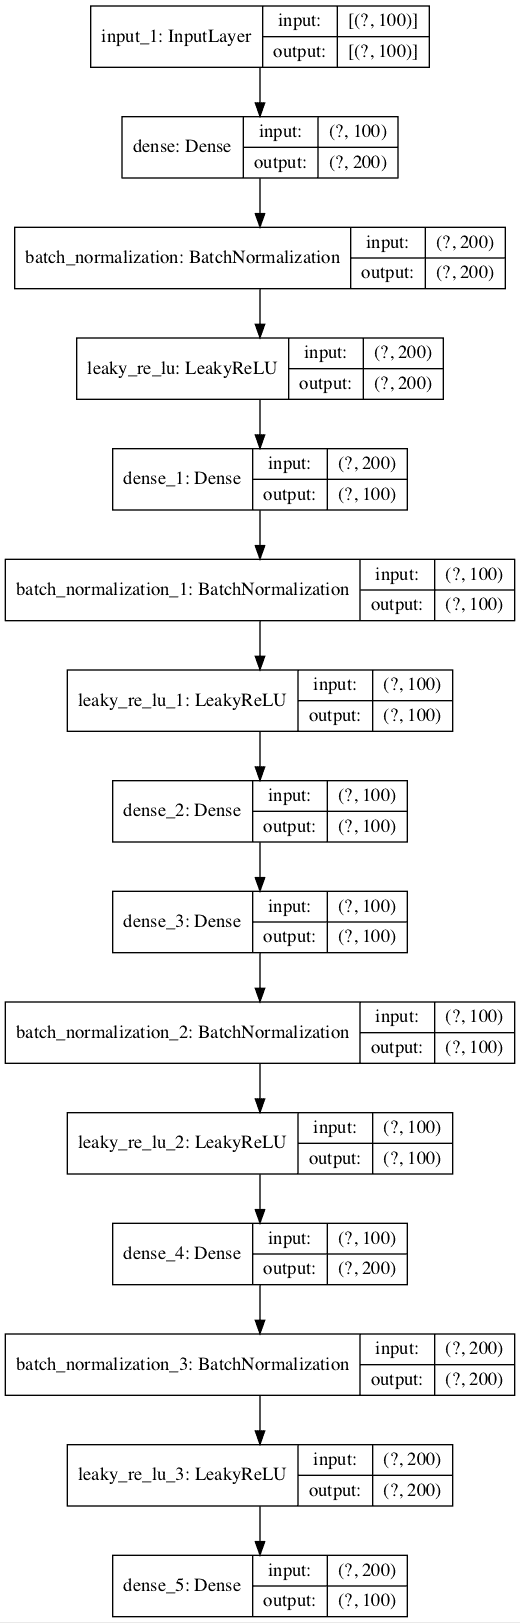 input_1: InputLayer
input: [(?, 100)]
output: [(?, 100)]
dense: Dense
input: (?, 100)
output: (?, 200)
batch_normalization: BatchNormalization
input: (?, 200)
output: (?, 200)
leaky_re_lu: LeakyReLU
input: (?, 200)
output: (?, 200)
dense_1: Dense
input: (?, 200)
output: (?, 100)
batch_normalization_1: BatchNormalization
input: (?, 100)
output: (?, 100)
leaky_re_lu_1: LeakyReLU
input: (?, 100)
output: (?, 100)
dense_2: Dense
input: (?, 100)
output: (?, 100)
dense_3: Dense
input: (?, 100)
output: (?, 100)
batch_normalization_2: BatchNormalization
input: (?, 100)
output: (?, 100)
leaky_re_lu_2: LeakyReLU
input: (?, 100)
output: (?, 100)
dense_4: Dense
input: (?, 100)
output: (?, 200)
batch_normalization_3: BatchNormalization
input: (?, 200)
output: (?, 200)
leaky_re_lu_3: LeakyReLU
input: (?, 200)
output: (?, 200)
dense_5: Dense
input: (?, 200)
output: (?, 100)